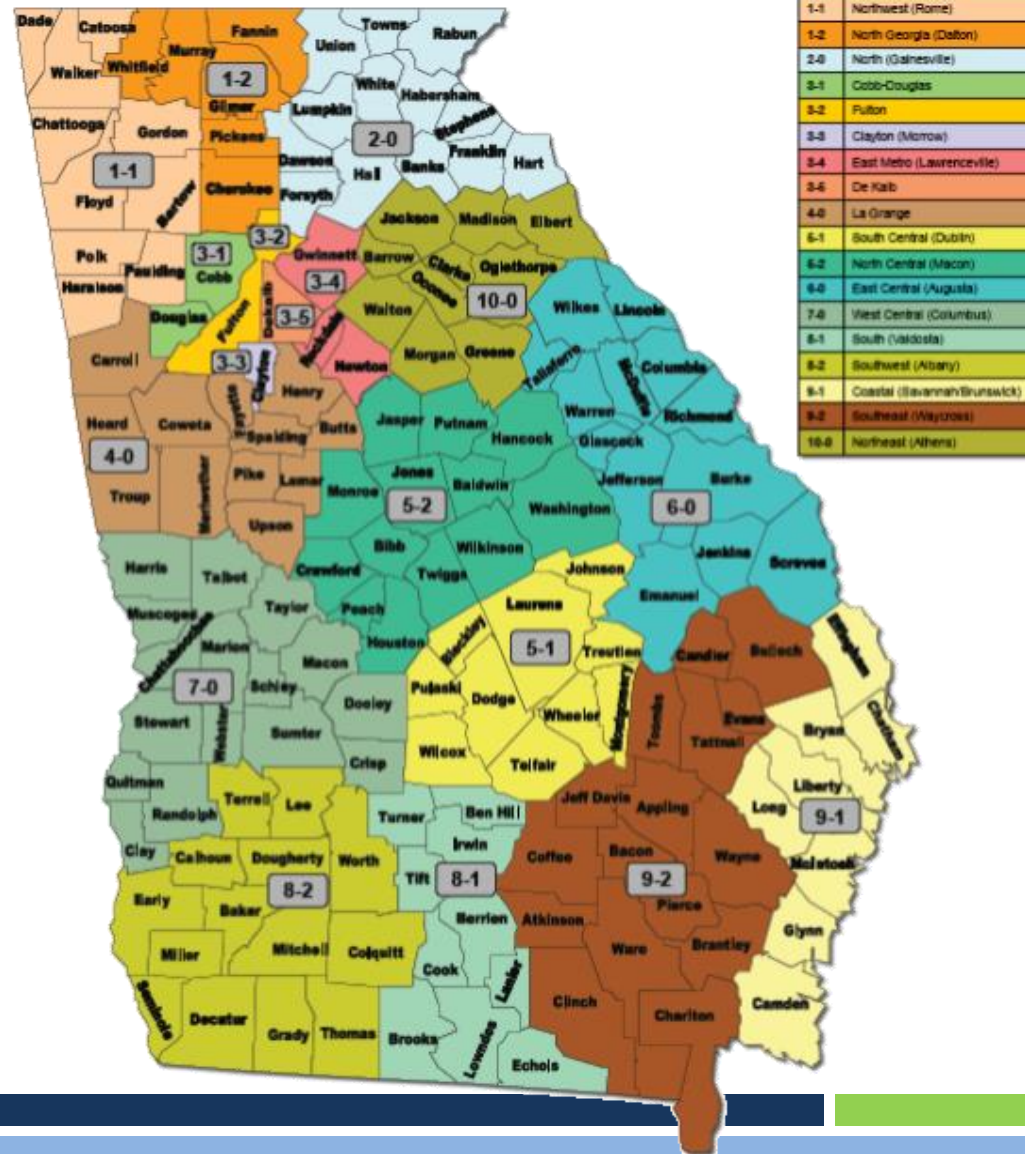 Dade
Catoosa
Fannin
Towns
Rabun
Union
Murray
Whitfield
Walker
1-2
White
Habersham
Gilmer
Lumpkin
Stephens
Chattooga
Gordon
Pickens
2-0
Franklin
Hart
Dawson
Banks
Hall
1-1
Cherokee
Forsyth
Floyd
Bartow
Jackson
Madison
Elbert
3-2
3-1
Gwinnett
Barrow
Clarke
Oglethorpe
Polk
Paulding
Cobb
3-4
Oconee
Haralson
10-0
Douglas
Fulton
Dekalb
3-5
Walton
Wilkes
Lincoln
Rockdale
Carroll
3-3
Clayton
Newton
Morgan
Greene
Taliaferro
McDuffie
Columbia
Henry
Fayette
Heard
Coweta
Spalding
Butts
Jasper
Putnam
Hancock
Warren
Richmond
4-0
Glascock
Troup
Meriwether
Pike
Lamar
Monroe
Jones
Baldwin
Jefferson
Burke
5-2
Washington
6-0
Upson
Bibb
Wilkinson
Jenkins
Screven
Harris
Talbot
Crawford
Twiggs
Johnson
Emanuel
Muscogee
Taylor
Peach
Laurens
Chattahoochee
Marion
Houston
Bleckley
5-1
Treutlen
Candler
Bulloch
Effingham
Macon
7-0
Schley
Pulaski
Dodge
Montgomery
Stewart
Webster
Sumter
Dooley
Wheeler
Toombs
Evans
Tattnall
Bryan
Chatham
Wilcox
Telfair
Crisp
Quitman
Randolph
Terrell
Lee
Turner
Ben Hill
Jeff Davis
Appling
Liberty
Long
9-1
Clay
Calhoun
Dougherty
Worth
Irwin
Coffee
Bacon
Wayne
McIntosh
8-2
Tift
8-1
9-2
Early
Baker
Berrien
Atkinson
Pierce
Glynn
Miller
Mitchell
Colquitt
Ware
Brantley
Cook
Lanier
Seminole
Decatur
Grady
Thomas
Brooks
Lowndes
Echols
Clinch
Charlton
Camden
1-1 Northwest (Rome)
1-2 North Georgia (Dalton)
2-0 North (Gainesville)
3-1 Cobb-Douglas
3-2 Fulton
3-3 Clayton (Morrow)
3-4 East Metro (Lawrenceville)
3-5 De Kalb
4-0 La Grange
5-1 South Central (Dublin)
5-2 North Central (Macon)
6-0 East Central (Augusta)
7-0 West Central (Columbus)
8-1 South (Valdosta)
8-2 Southwest (Albany)
9-1 Coastal (Savannah/Brunswick)
9-2 Southeast (Waycross)
10-0 Northeast (Athens)